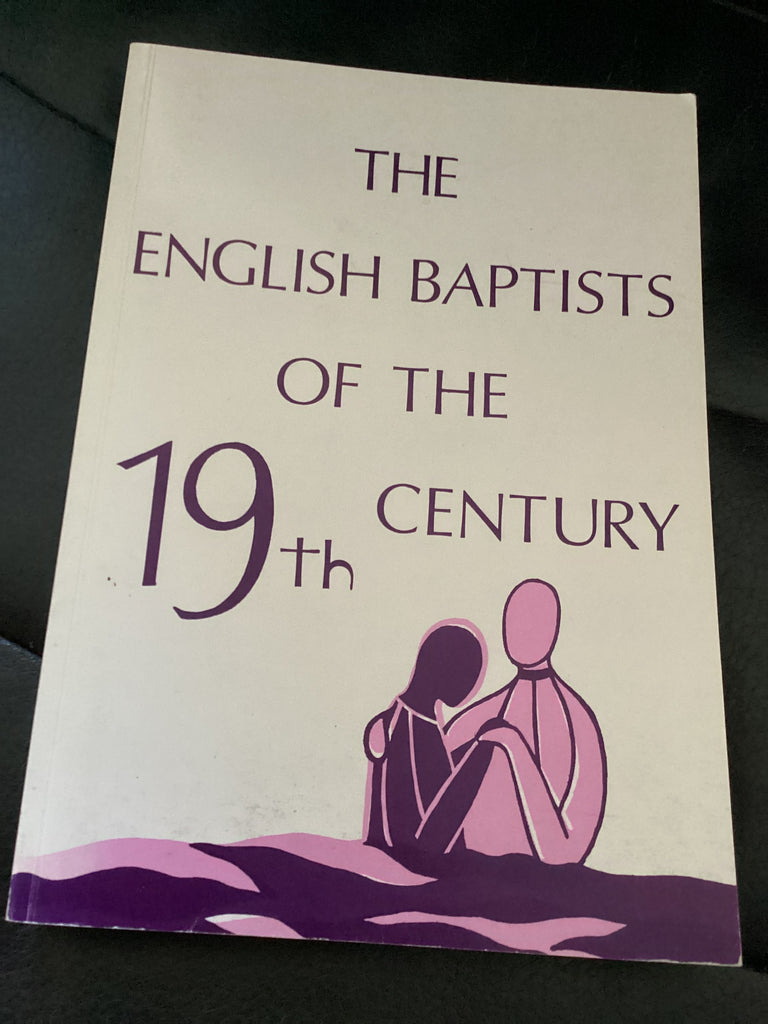 THE
ENGLISH BAPTISTS
OF THE
19th CENTURY